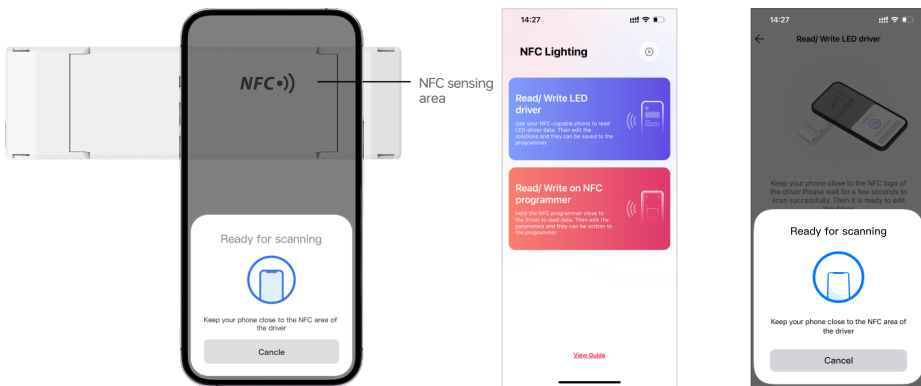 NFC
NFC sensing
area
Ready for scanning
Keep your phone close to the NFC area of
the driver
Cancle
14:27
NFC Lighting
Read/ Write LED
driver
Use your NFC-capable phone to read
LED driver data. Then edit the
solutions and they can be saved to the
programmer.
Read/ Write on NFC
programmer
Hold the NFC programmer close to
the driver to read data. Then edit the
parameters and they can be written to
the programmer.
View Guide
14:27
Read/ Write LED driver
Keep your phone close to the NFC logo of
the driver.Please wait for a few seconds to
scan successfully. Then it is ready to edit
the driver
Ready for scanning
Keep your phone close to the NFC area of
the driver
Cancel